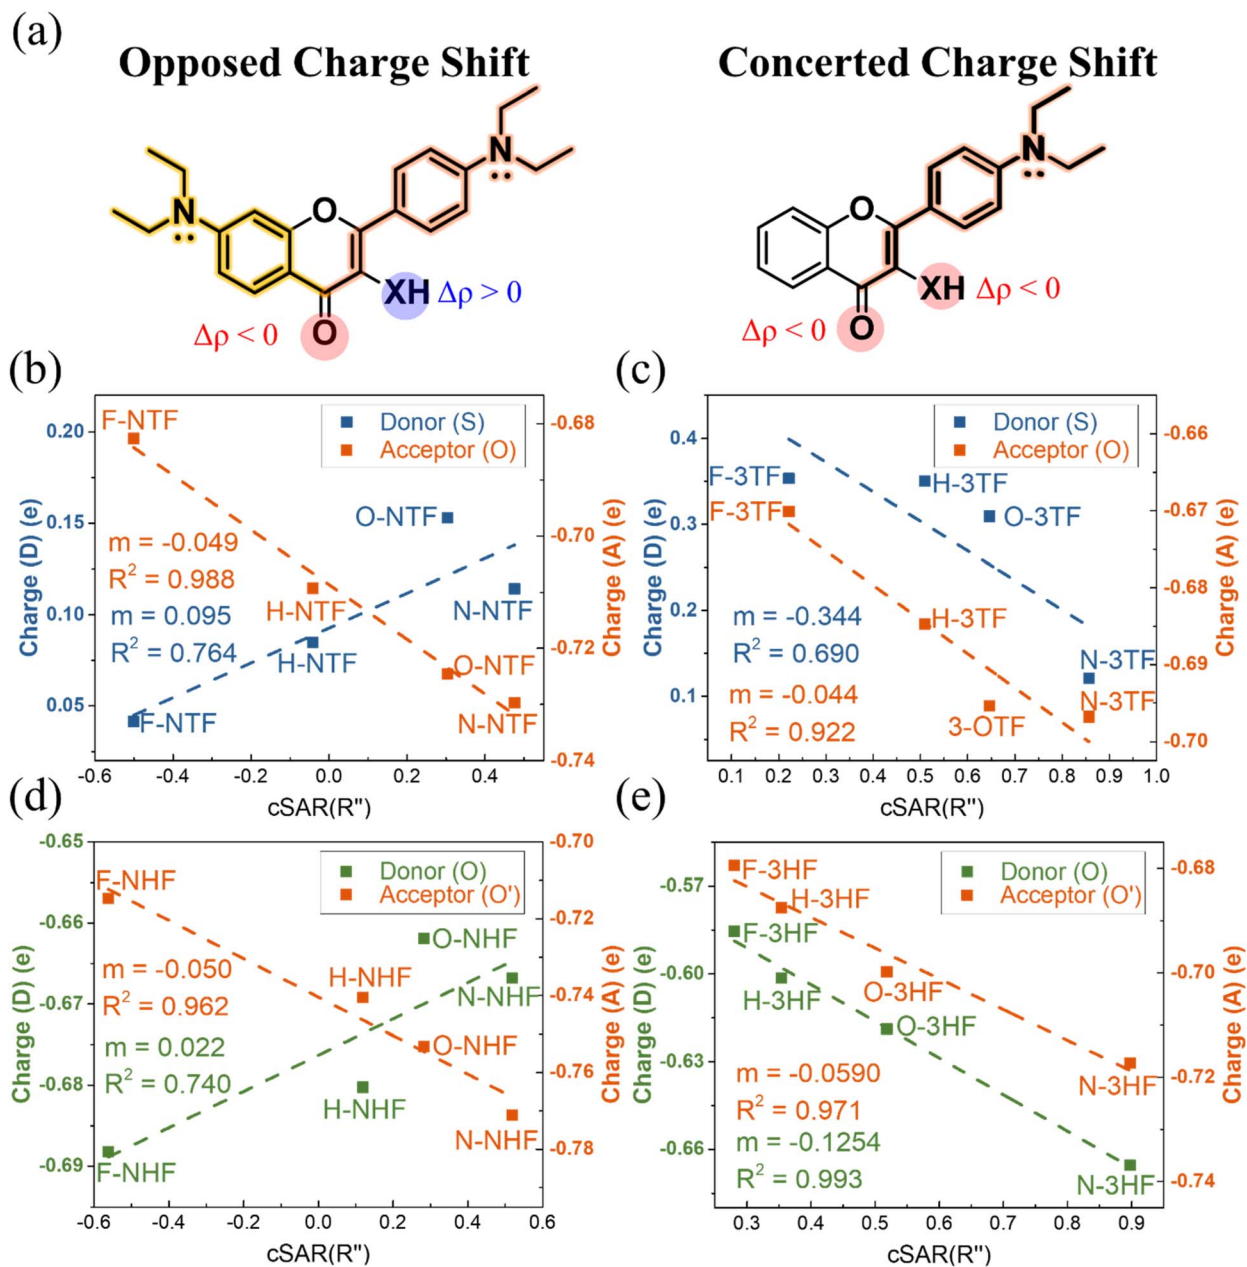 (a)
Opposed Charge Shift
Concerted Charge Shift
N
N
O
XH
Δρ > 0
O
Δρ < 0
N
O
XH
Δρ < 0
O
Δρ < 0
(b)
F-NTF
Donor (S)
Acceptor (O)
O-NTF
m = -0.049
R² = 0.988
m = 0.095
R² = 0.764
H-NTF
H-NTF
N-NTF
O-NTF
N-NTF
F-NTF
Charge (D) (e)
0.20
0.15
0.10
0.05
Charge (A) (e)
-0.68
-0.70
-0.72
-0.74
-0.6
-0.4
-0.2
0.0
0.2
0.4
cSAR(R")
(c)
Donor (S)
Acceptor (O)
F-3TF
F-3TF
H-3TF
O-3TF
H-3TF
m = -0.344
R² = 0.690
m = -0.044
R² = 0.922
3-OTF
N-3TF
N-3TF
Charge (D) (e)
0.4
0.3
0.2
0.1
Charge (A) (e)
-0.66
-0.67
-0.68
-0.69
-0.70
0.1
0.2
0.3
0.4
0.5
0.6
0.7
0.8
0.9
1.0
cSAR(R")
(d)
F-NHF
Donor (O)
Acceptor (O')
O-NHF
H-NHF
N-NHF
m = -0.050
R² = 0.962
m = 0.022
R² = 0.740
O-NHF
H-NHF
N-NHF
F-NHF
Charge (D) (e)
-0.65
-0.66
-0.67
-0.68
-0.69
Charge (A) (e)
-0.70
-0.72
-0.74
-0.76
-0.78
-0.6
-0.4
-0.2
0.0
0.2
0.4
0.6
cSAR(R")
(e)
Donor (O)
Acceptor (O')
F-3HF
H-3HF
F-3HF
H-3HF
O-3HF
O-3HF
m = -0.0590
R² = 0.971
m = -0.1254
R² = 0.993
N-3HF
N-3HF
Charge (D) (e)
-0.57
-0.60
-0.63
-0.66
Charge (A) (e)
-0.68
-0.70
-0.72
-0.74
0.3
0.4
0.5
0.6
0.7
0.8
0.9
cSAR(R")